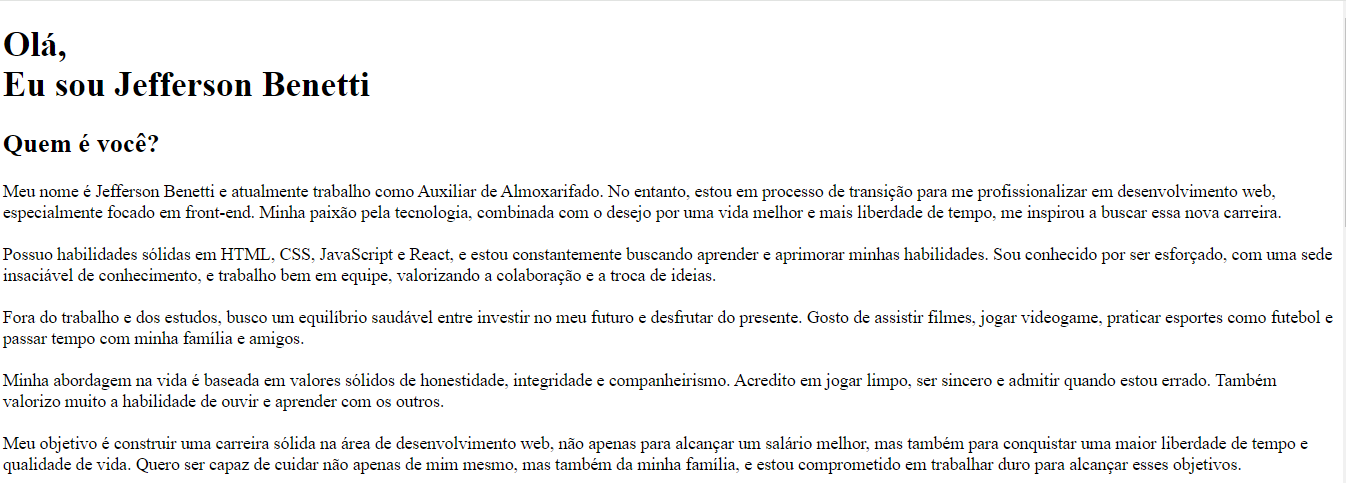 Olá,
Eu sou Jefferson Benetti
Quem é você?
Meu nome é Jefferson Benetti e atualmente trabalho como Auxiliar de Almoxarifado. No entanto, estou em processo de transição para me profissionalizar em desenvolvimento web,
especialmente focado em front-end. Minha paixão pela tecnologia, combinada com o desejo por uma vida melhor e mais liberdade de tempo, me inspirou a buscar essa nova carreira.
Possuo habilidades sólidas em HTML, CSS, JavaScript e React, e estou constantemente buscando aprender e aprimorar minhas habilidades. Sou conhecido por ser esforçado, com uma sede
insaciável de conhecimento, e trabalho bem em equipe, valorizando a colaboração e a troca de ideias.
Fora do trabalho e dos estudos, busco um equilíbrio saudável entre investir no meu futuro e desfrutar do presente. Gosto de assistir filmes, jogar videogame, praticar esportes como futebol e
passar tempo com minha família e amigos.
Minha abordagem na vida é baseada em valores sólidos de honestidade, integridade e companheirismo. Acredito em jogar limpo, ser sincero e admitir quando estou errado. Também
valorizo muito a habilidade de ouvir e aprender com os outros.
Meu objetivo é construir uma carreira sólida na área de desenvolvimento web, não apenas para alcançar um salário melhor, mas também para conquistar uma maior liberdade de tempo e
qualidade de vida. Quero ser capaz de cuidar não apenas de mim mesmo, mas também da minha família, e estou comprometido em trabalhar duro para alcançar esses objetivos.